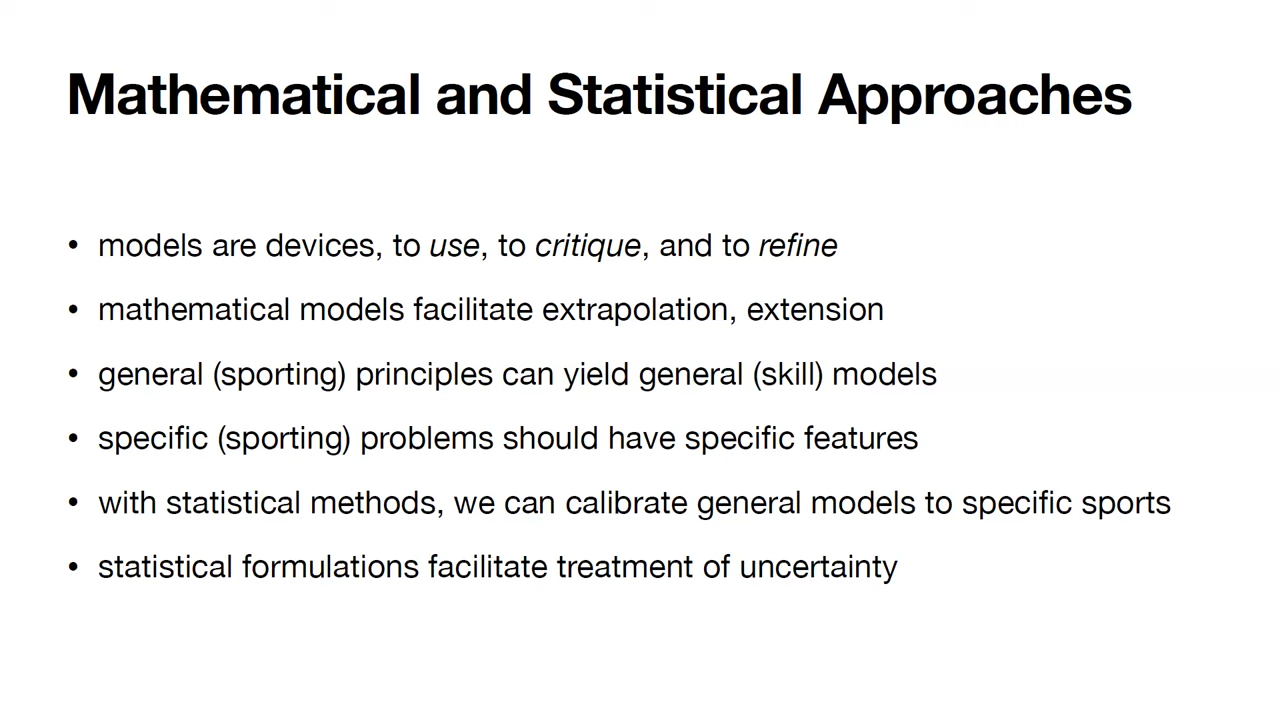 Mathematical and Statistical Approaches
• models are devices, to use, to critique, and to refine
• mathematical models facilitate extrapolation, extension
• general (sporting) principles can yield general (skill) models
• specific (sporting) problems should have specific features
• with statistical methods, we can calibrate general models to specific sports
• statistical formulations facilitate treatment of uncertainty